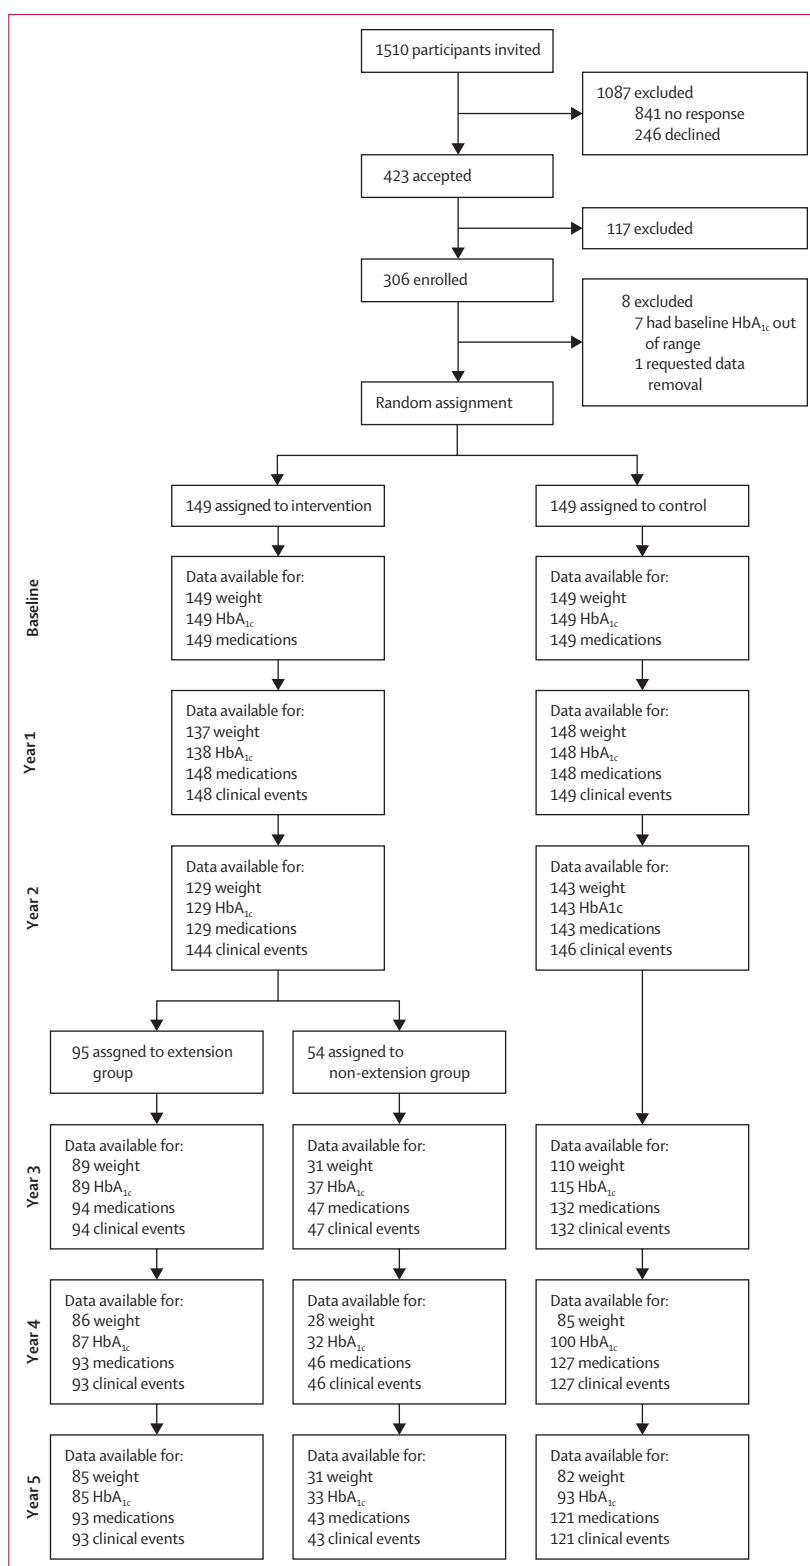 1510 participants invited
1087 excluded
841 no response
246 declined
423 accepted
117 excluded
306 enrolled
8 excluded
7 had baseline HbA1c out
of range
1 requested data
removal
Random assignment
149 assigned to intervention
149 assigned to control
Baseline
Data available for:
149 weight
149 HbA1c
149 medications
Data available for:
149 weight
149 HbA1c
149 medications
Year 1
Data available for:
137 weight
138 HbA1c
148 medications
148 clinical events
Data available for:
148 weight
148 HbA1c
148 medications
149 clinical events
Year 2
Data available for:
129 weight
129 HbA1c
129 medications
144 clinical events
Data available for:
143 weight
143 HbA1c
143 medications
146 clinical events
95 assgned to extension
group
54 assigned to
non-extension group
Year 3
Data available for:
89 weight
89 HbA1c
94 medications
94 clinical events
Data available for:
31 weight
37 HbA1c
47 medications
47 clinical events
Data available for:
110 weight
115 HbA1c
132 medications
132 clinical events
Year 4
Data available for:
86 weight
87 HbA1c
93 medications
93 clinical events
Data available for:
28 weight
32 HbA1c
46 medications
46 clinical events
Data available for:
85 weight
100 HbA1c
127 medications
127 clinical events
Year 5
Data available for:
85 weight
85 HbA1c
93 medications
93 clinical events
Data available for:
31 weight
33 HbA1c
43 medications
43 clinical events
Data available for:
82 weight
93 HbA1c
121 medications
121 clinical events